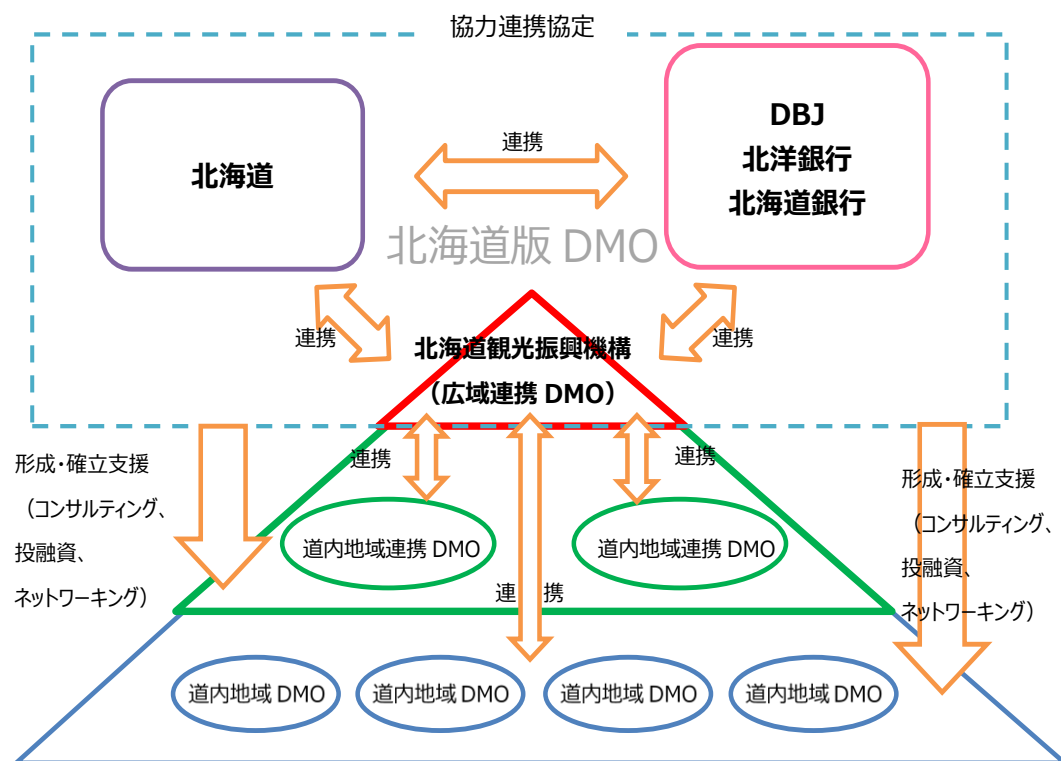 協力連携協定
北海道
連携
DBJ
北洋銀行
北海道銀行
北海道版 DMO
連携
連携
北海道観光振興機構
（広域連携 DMO）
形成・確立支援
（コンサルティング、
投融資、
ネットワーキング）
連携
連携
形成・確立支援
（コンサルティング、
投融資、
ネットワーキング）
道内地域連携 DMO
道内地域連携 DMO
連携
道内地域 DMO
道内地域 DMO
道内地域 DMO
道内地域 DMO